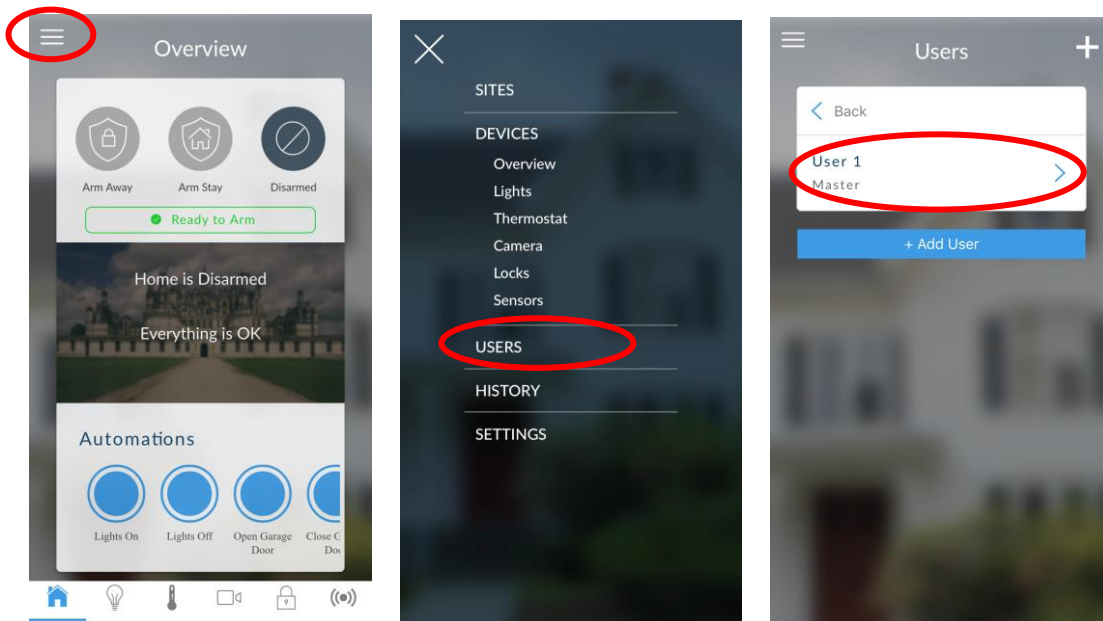 Overview
Arm Away
Arm Stay
Disarmed
Ready to Arm
Home is Disarmed
Everything is OK
Automations
Lights On
Lights Off
Open Garage
Door
Close
SITES
DEVICES
Overview
Lights
Thermostat
Camera
Locks
Sensors
USERS
HISTORY
SETTINGS
Users
Back
User 1
Master
+ Add User